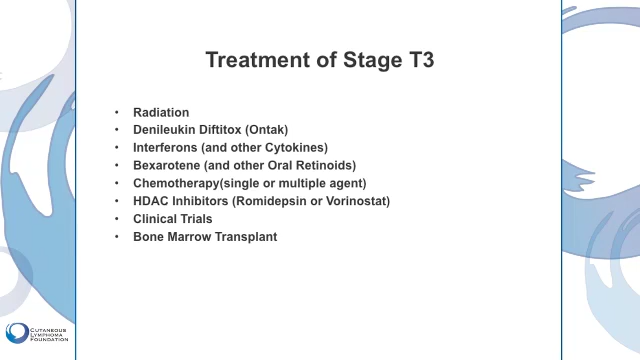 Treatment of Stage T3
• Radiation
• Denileukin Diftitox (Ontak)
• Interferons (and other Cytokines)
• Bexarotene (and other Oral Retinoids)
• Chemotherapy(single or multiple agent)
• HDAC Inhibitors (Romidepsin or Vorinostat)
• Clinical Trials
• Bone Marrow Transplant
CUTANEOUS
LYMPHOMA
FOUNDATION